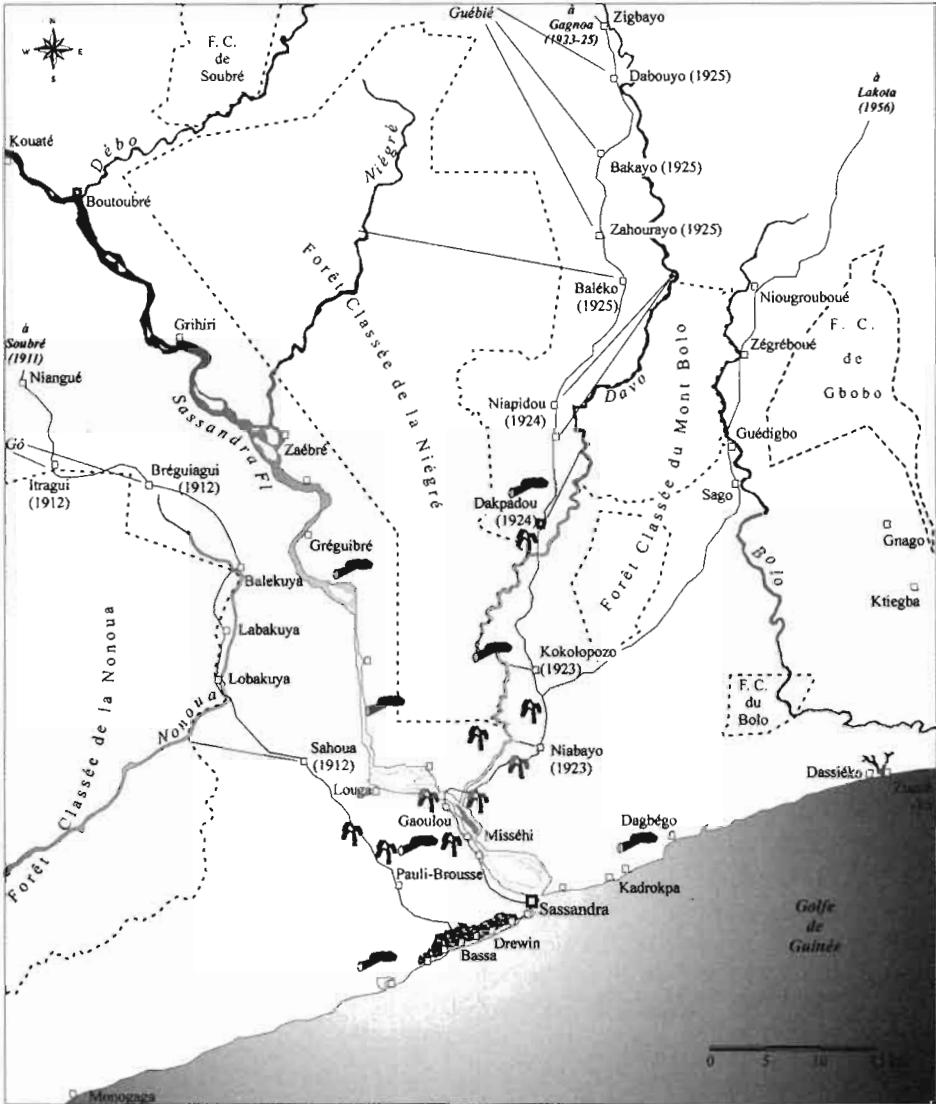 N
W E
S
F. C.
de
Soubré
Guébié
à
Gagnoa
(1923-25)
Zigbayo
Dabouyo (1925)
à
Lakota
(1956)
Kouaté
Débo
Niégré
Bakayo (1925)
Boutoubré
Zahourayo (1925)
Forêt Classée de la Niégré
Baléko
(1925)
Niougrouboué
Grihiri
à
Soubré
(1911)
Niangué
F. C.
de
Gbobo
Zégréboué
Davo
Forêt Classée du Mont Bolo
Niapidou
(1924)
Sassandra Fl
Gô
Zaébré
Guédigbo
Itragui
(1912)
Bréguiagui
(1912)
Sago
Dakpadou
(1924)
Gnago
Gréguibré
Bolo
Balekuya
Ktiegba
Forêt Classée de la Nonoua
Labakuya
Kokolopozo
(1923)
Lobakuya
F. C.
du
Bolo
Nonoua
Sahoua
(1912)
Niabayo
(1923)
Dassiéko
Louga
Gaoulou
Misséhi
Dagbégo
Pauli-Brousse
Kadrokpa
Sassandra
Golfe
de
Guinée
Drewin
Bassa
0 5 10
Monogaga